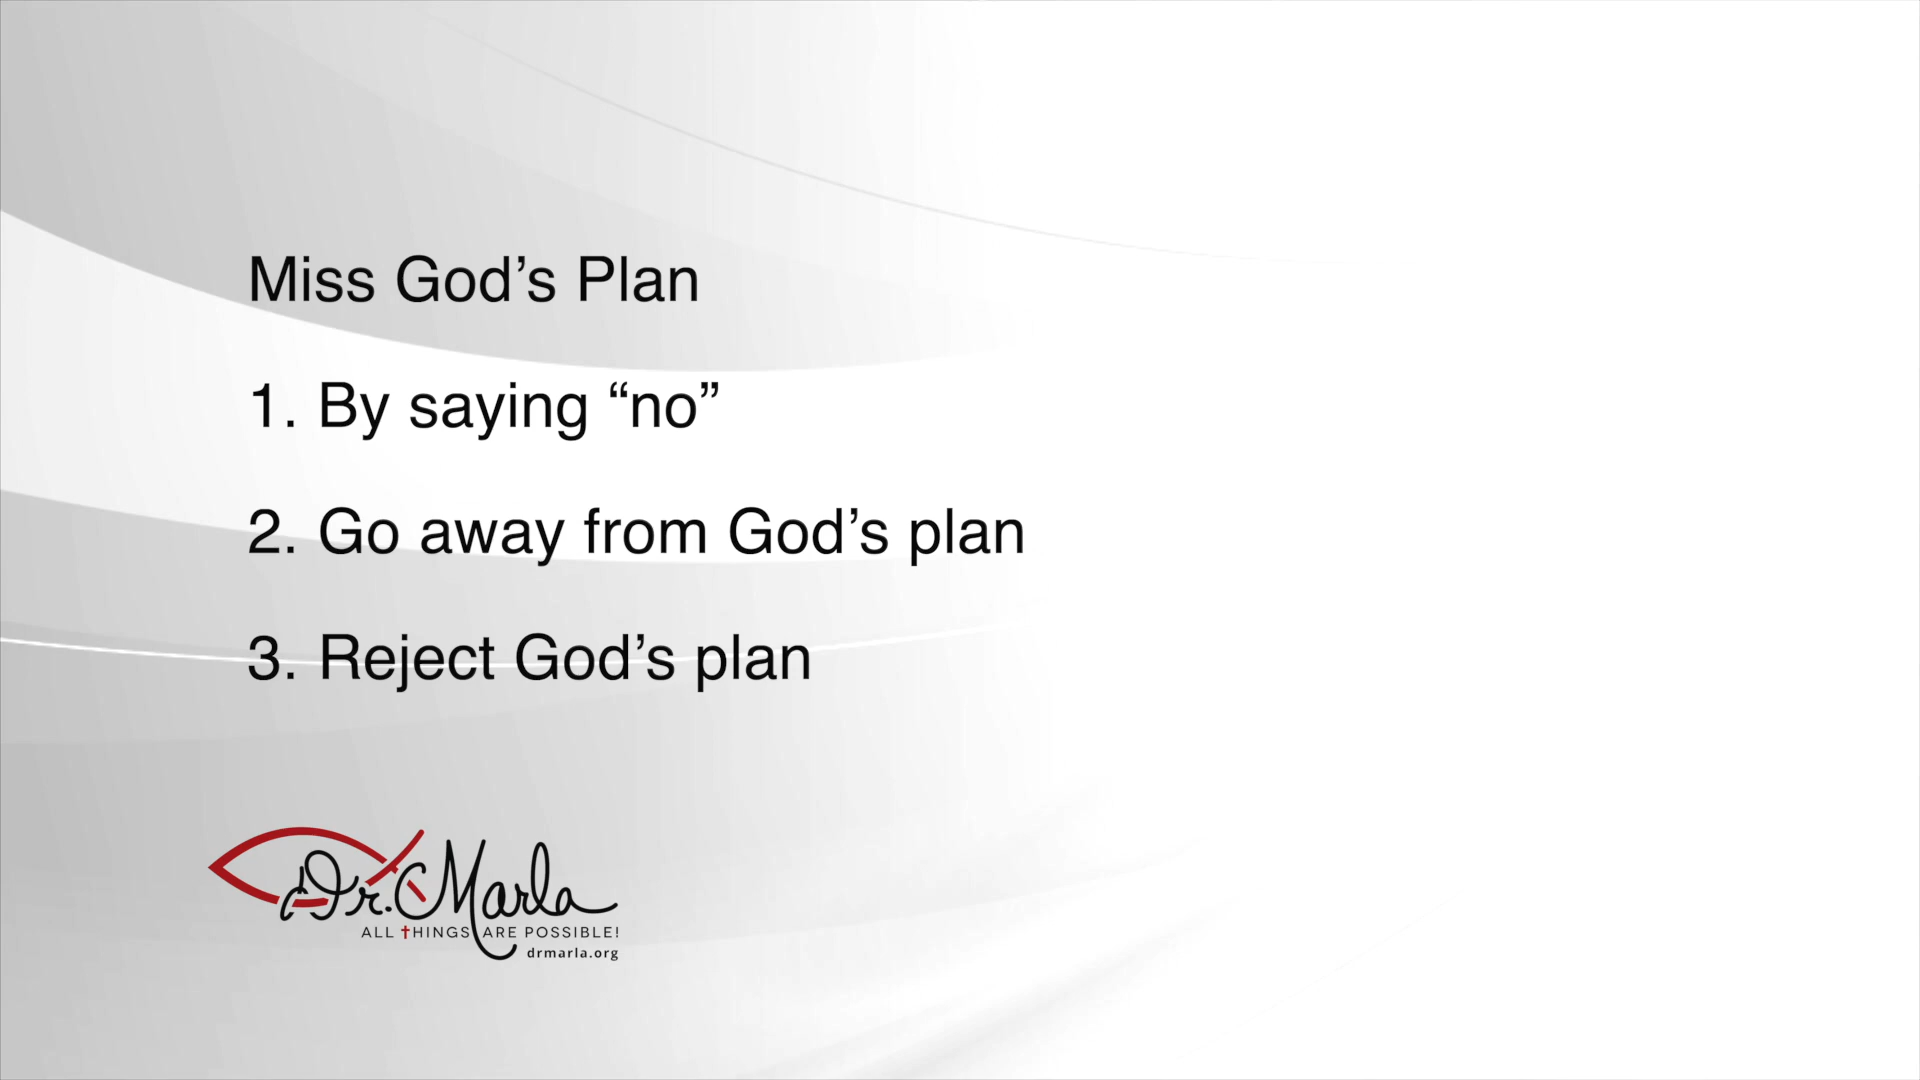 Miss God’s Plan
1. By saying “no”
2. Go away from God’s plan
3. Reject God’s plan
Dr. Marla
ALL THINGS ARE POSSIBLE!
drmarla.org